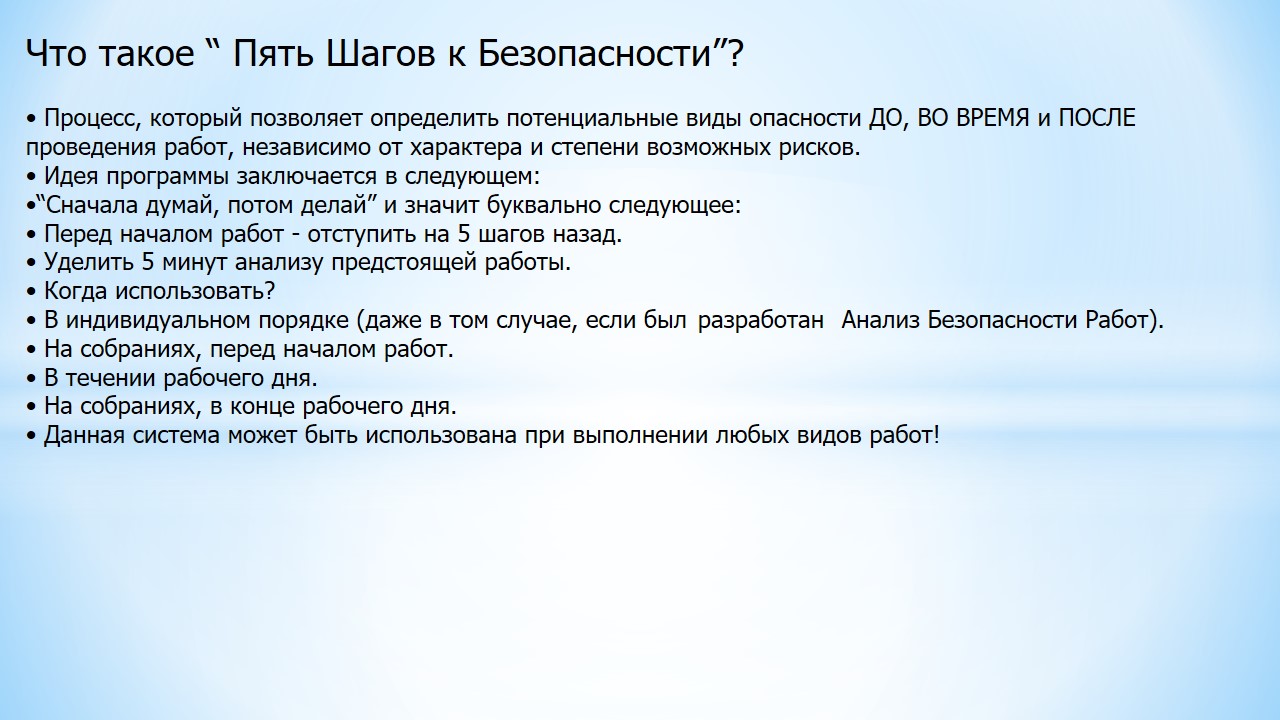 Что такое “ Пять Шагов к Безопасности”?
• Процесс, который позволяет определить потенциальные виды опасности ДО, ВО ВРЕМЯ и ПОСЛЕ
проведения работ, независимо от характера и степени возможных рисков.
• Идея программы заключается в следующем:
•“Сначала думай, потом делай” и значит буквально следующее:
• Перед началом работ - отступить на 5 шагов назад.
• Уделить 5 минут анализу предстоящей работы.
• Когда использовать?
• В индивидуальном порядке (даже в том случае, если был разработан Анализ Безопасности Работ).
• На собраниях, перед началом работ.
• В течении рабочего дня.
• На собраниях, в конце рабочего дня.
• Данная система может быть использована при выполнении любых видов работ!